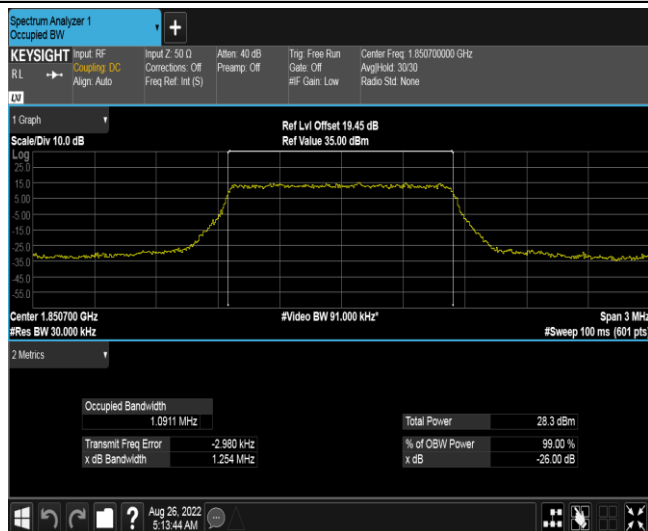 Spectrum Analyzer 1
Occupied BW
+
KEYSIGHT Input: RF Input Z: 50 Ω Atten: 40 dB Trig: Free Run Center Freq: 1.850700000 GHz
RL Coupling: DC Corrections: Off Preamp: Off Gate: Off Avg|Hold: 30/30
Align: Auto Freq Ref: Int (S) #IF Gain: Low Radio Std: None
LXI
1 Graph Ref Lvl Offset 19.45 dB
Scale/Div 10.0 dB Ref Value 35.00 dBm
Log
25.0
15.0
5.00
-5.00
-15.0
-25.0
-35.0
-45.0
-55.0
Center 1.850700 GHz #Video BW 91.000 kHz* Span 3 MHz
#Res BW 30.000 kHz #Sweep 100 ms (601 pts)
2 Metrics
Occupied Bandwidth
1.0911 MHz Total Power 28.3 dBm
Transmit Freq Error -2.980 kHz % of OBW Power 99.00 %
x dB Bandwidth 1.254 MHz x dB -26.00 dB
? Aug 26, 2022
5:13:44 AM